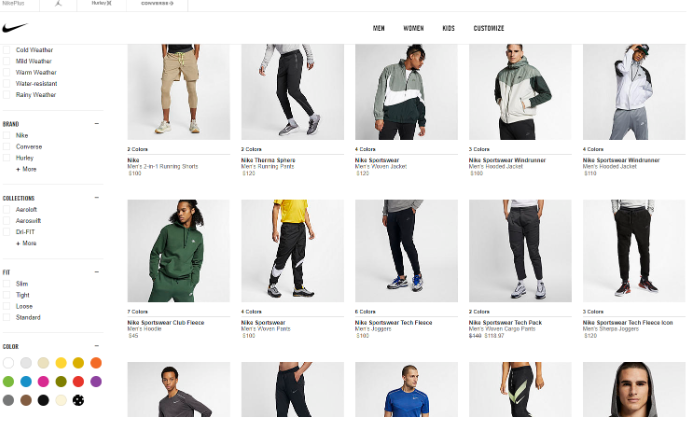 NikePlus
Hurley
CONVERSE
MEN WOMEN KIDS CUSTOMIZE
Cold Weather
Mild Weather
Warm Weather
Water-resistant
Rainy Weather
BRAND
Nike
Converse
Hurley
+ More
COLLECTIONS
Aeroloft
Aeroswift
Dri-FIT
+ More
FIT
Slim
Tight
Loose
Standard
COLOR
2 Colors
Nike
Men's 2-in-1 Running Shorts
$100
2 Colors
Nike Therma Sphere
Men's Running Pants
$120
4 Colors
Nike Sportswear
Men's Woven Jacket
$120
3 Colors
Nike Sportswear Windrunner
Men's Hooded Jacket
$100
4 Colors
Nike Sportswear Windrunner
Men's Hooded Jacket
$110
7 Colors
Nike Sportswear Club Fleece
Men's Hoodie
$45
4 Colors
Nike Sportswear
Men's Woven Pants
$100
6 Colors
Nike Sportswear Tech Fleece
Men's Joggers
$100
2 Colors
Nike Sportswear Tech Pack
Men's Woven Cargo Pants
$140 $118.97
3 Colors
Nike Sportswear Tech Fleece Icon
Men's Sherpa Joggers
$120